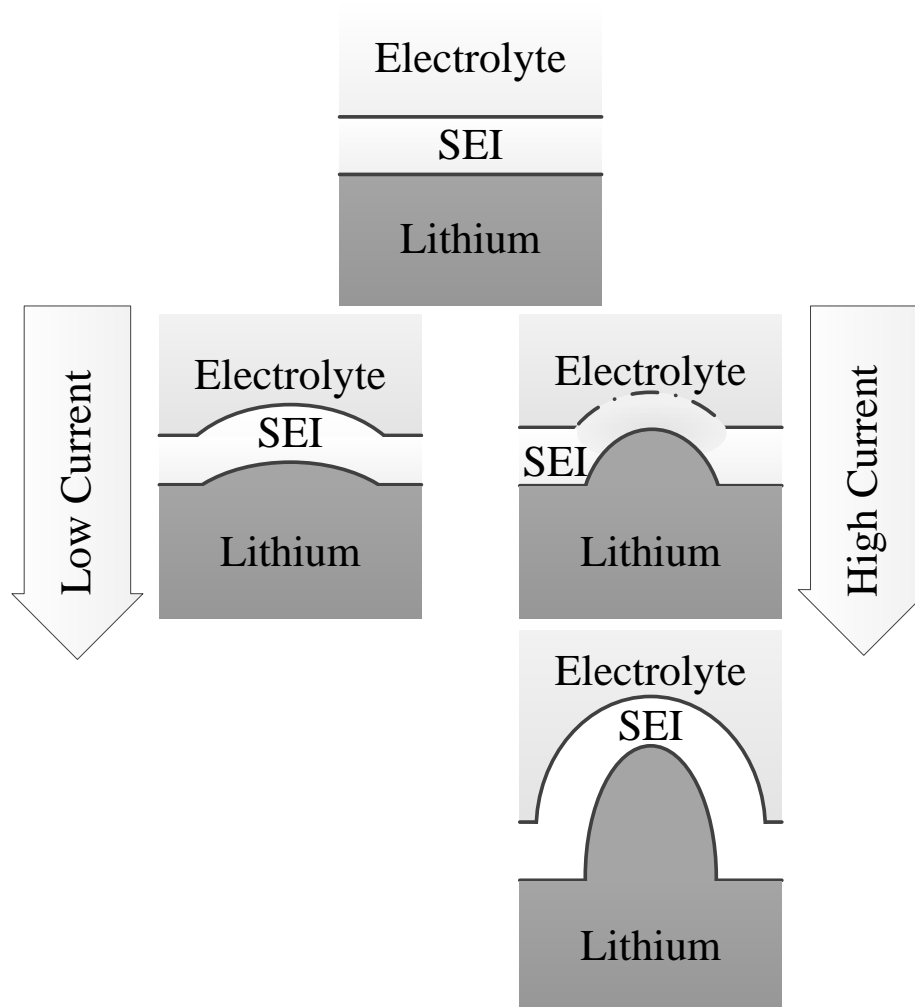 Electrolyte
SEI
Lithium
Low Current
Electrolyte
SEI
Lithium
Electrolyte
SEI
Lithium
High Current
Electrolyte
SEI
Lithium